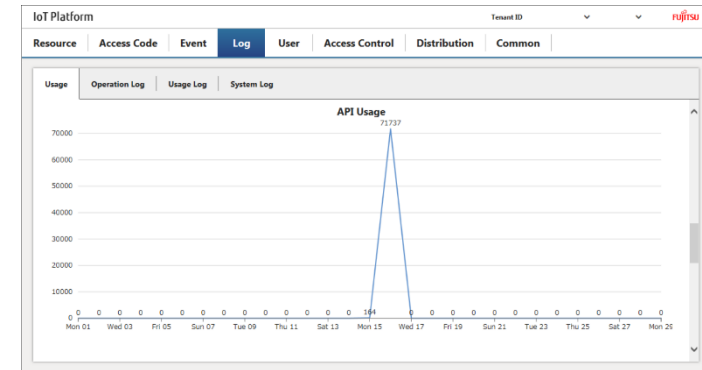 IoT Platform
Tenant ID
FUJITSU
Resource Access Code Event Log User Access Control Distribution Common
Usage Operation Log Usage Log System Log
API Usage
71737
70000
60000
50000
40000
30000
20000
10000
0 0 0 0 0 0 0 0 0 0 0 0 0 0 164 0 0 0 0 0 0 0 0 0 0 0 0 0
0
Mon 01 Wed 03 Fri 05 Sun 07 Tue 09 Thu 11 Sat 13 Mon 15 Wed 17 Fri 19 Sun 21 Tue 23 Thu 25 Sat 27 Mon 29